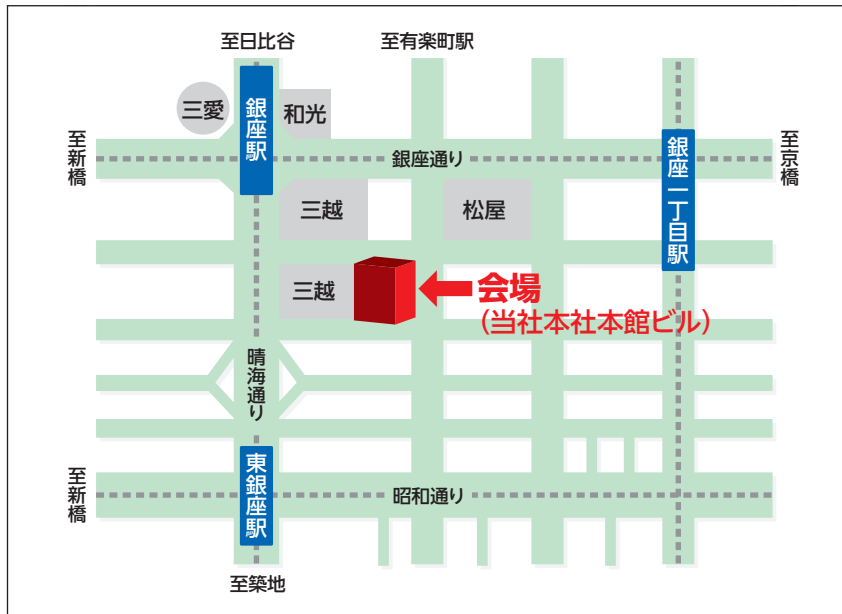 至日比谷
至有楽町駅
三愛
銀座駅
和光
至新橋
銀座通り
銀座一丁目駅
至京橋
三越
松屋
三越
会場
(当社本社本館ビル)
晴海通り
至新橋
東銀座駅
昭和通り
至築地